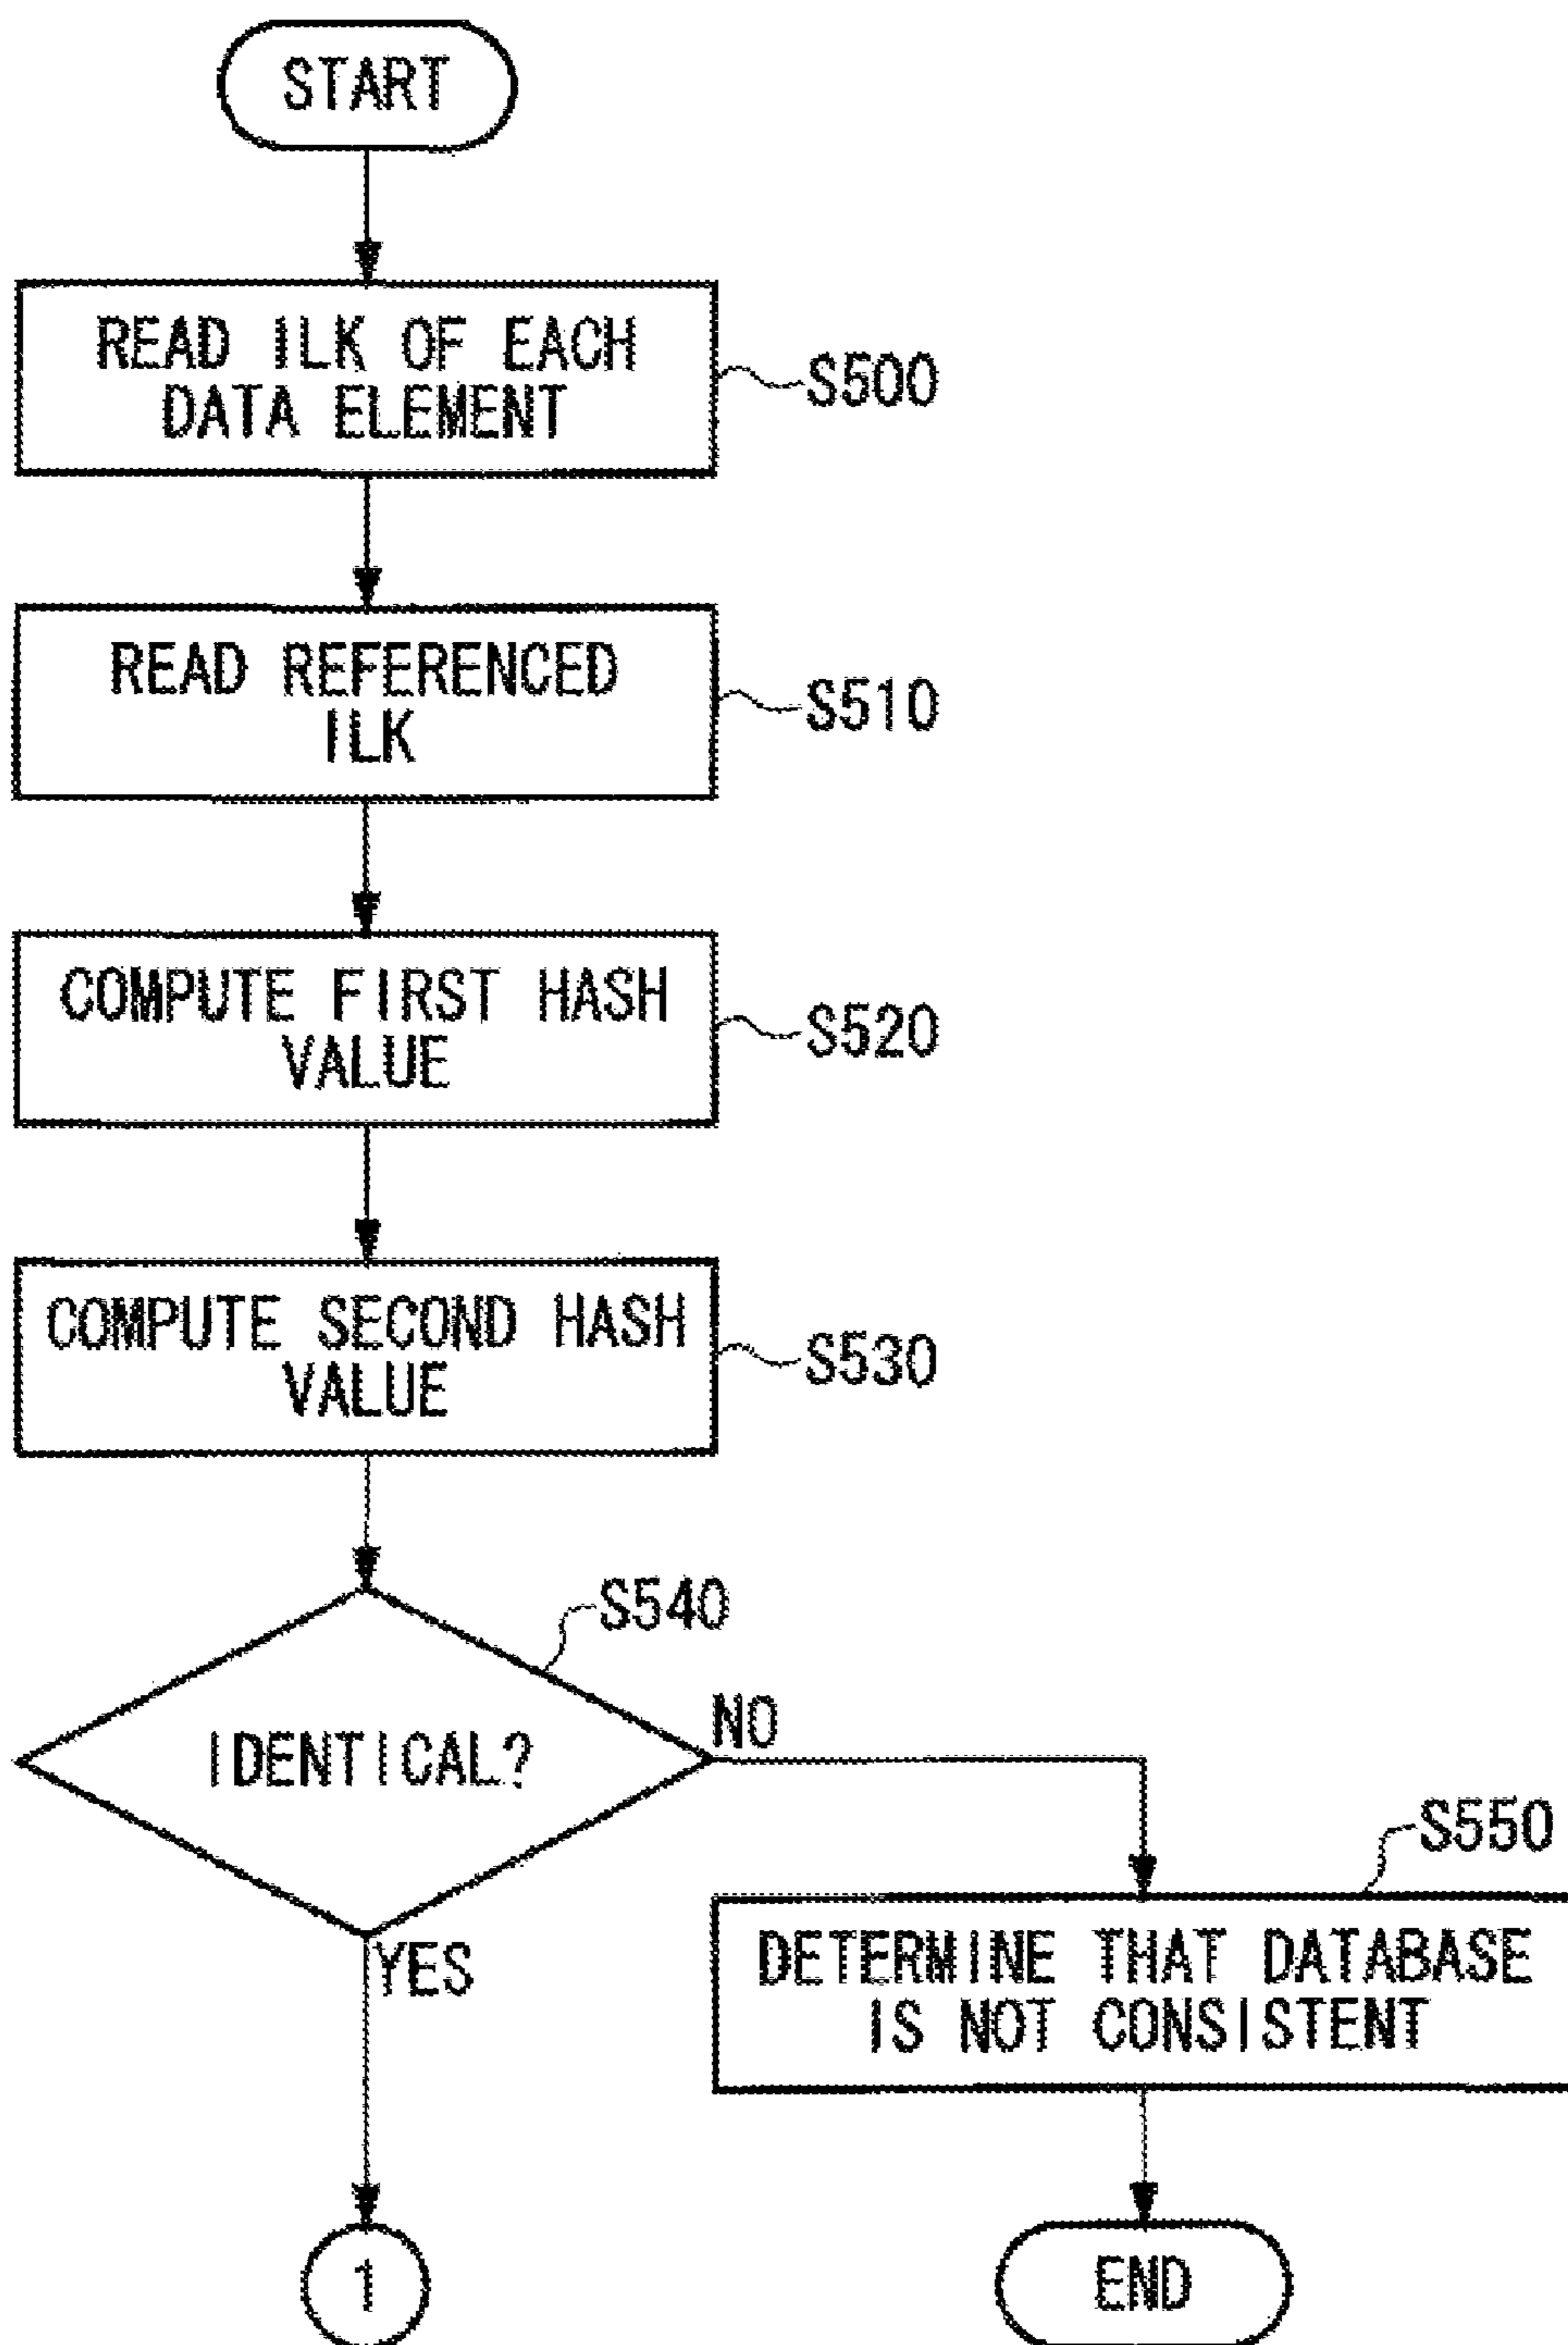 START
READ ILK OF EACH
DATA ELEMENT
S500
READ REFERENCED
ILK
S510
COMPUTE FIRST HASH
VALUE
S520
COMPUTE SECOND HASH
VALUE
S530
S540
IDENTICAL?
NO
YES
S550
DETERMINE THAT DATABASE
IS NOT CONSISTENT
1
END